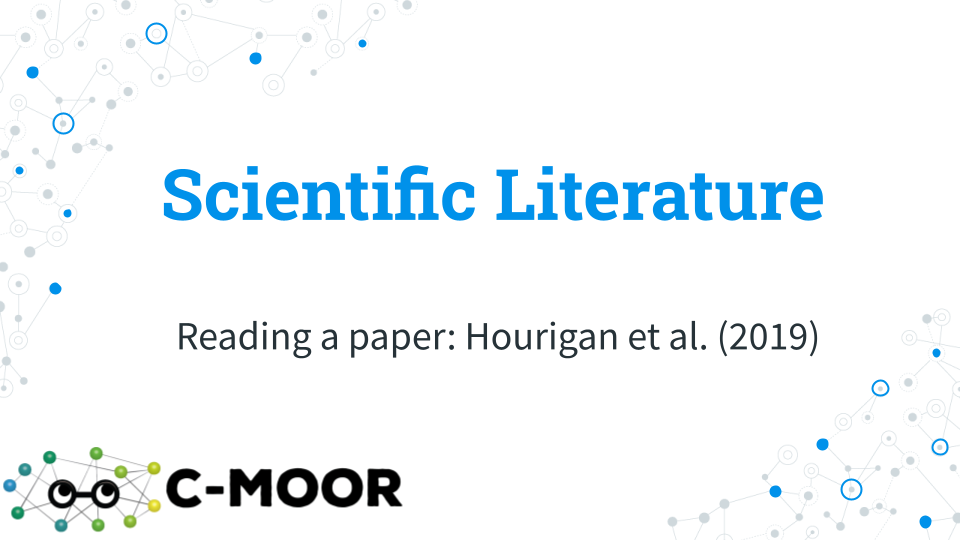 Scientific Literature
Reading a paper: Hourigan et al. (2019)
C-MOOR